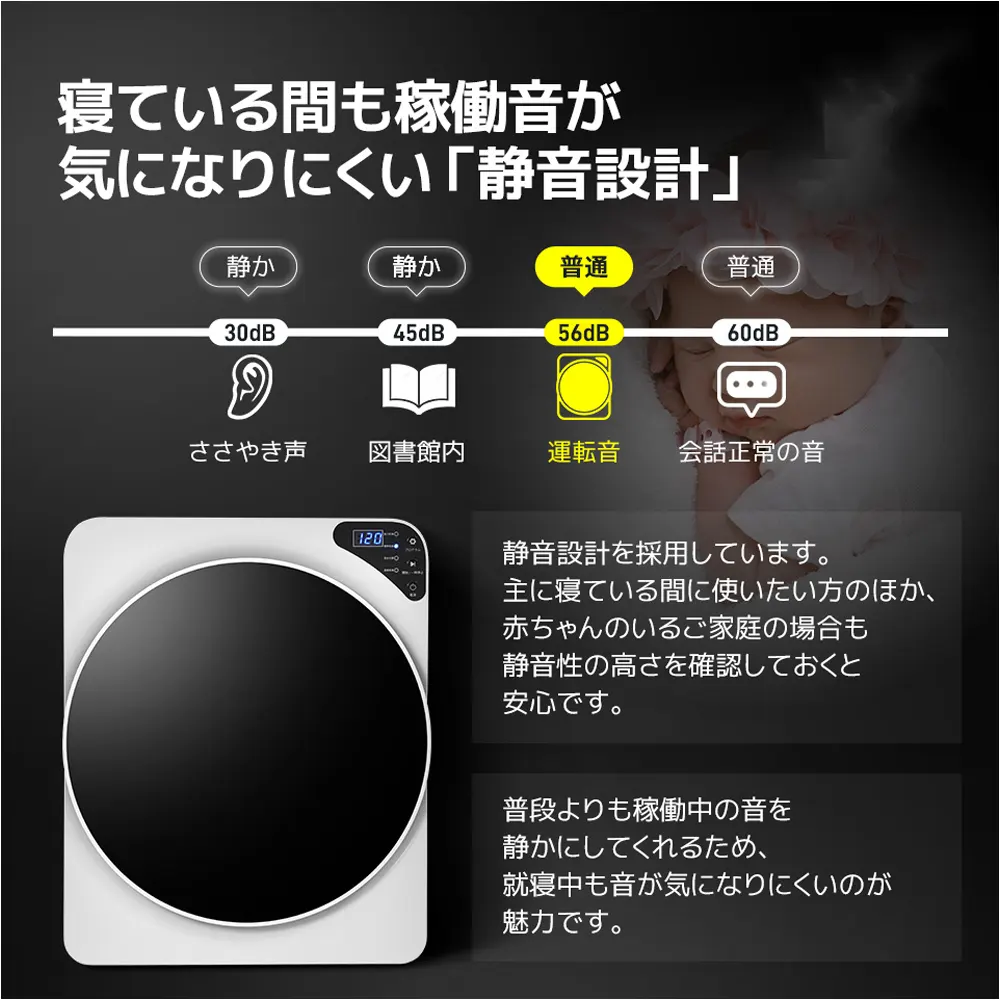 寝ている間も稼働音が
気になりにくい「静音設計」
静か 静か 普通 普通
30dB 45dB 56dB 60dB
ささやき声 図書館内 運転音 会話正常の音
120
静音設計を採用しています。
主に寝ている間に使いたい方のほか、
赤ちゃんのいるご家庭の場合も
静音性の高さを確認しておくと
安心です。
普段よりも稼働中の音を
静かにしてくれるため、
就寝中も音が気になりにくいのが
魅力です。